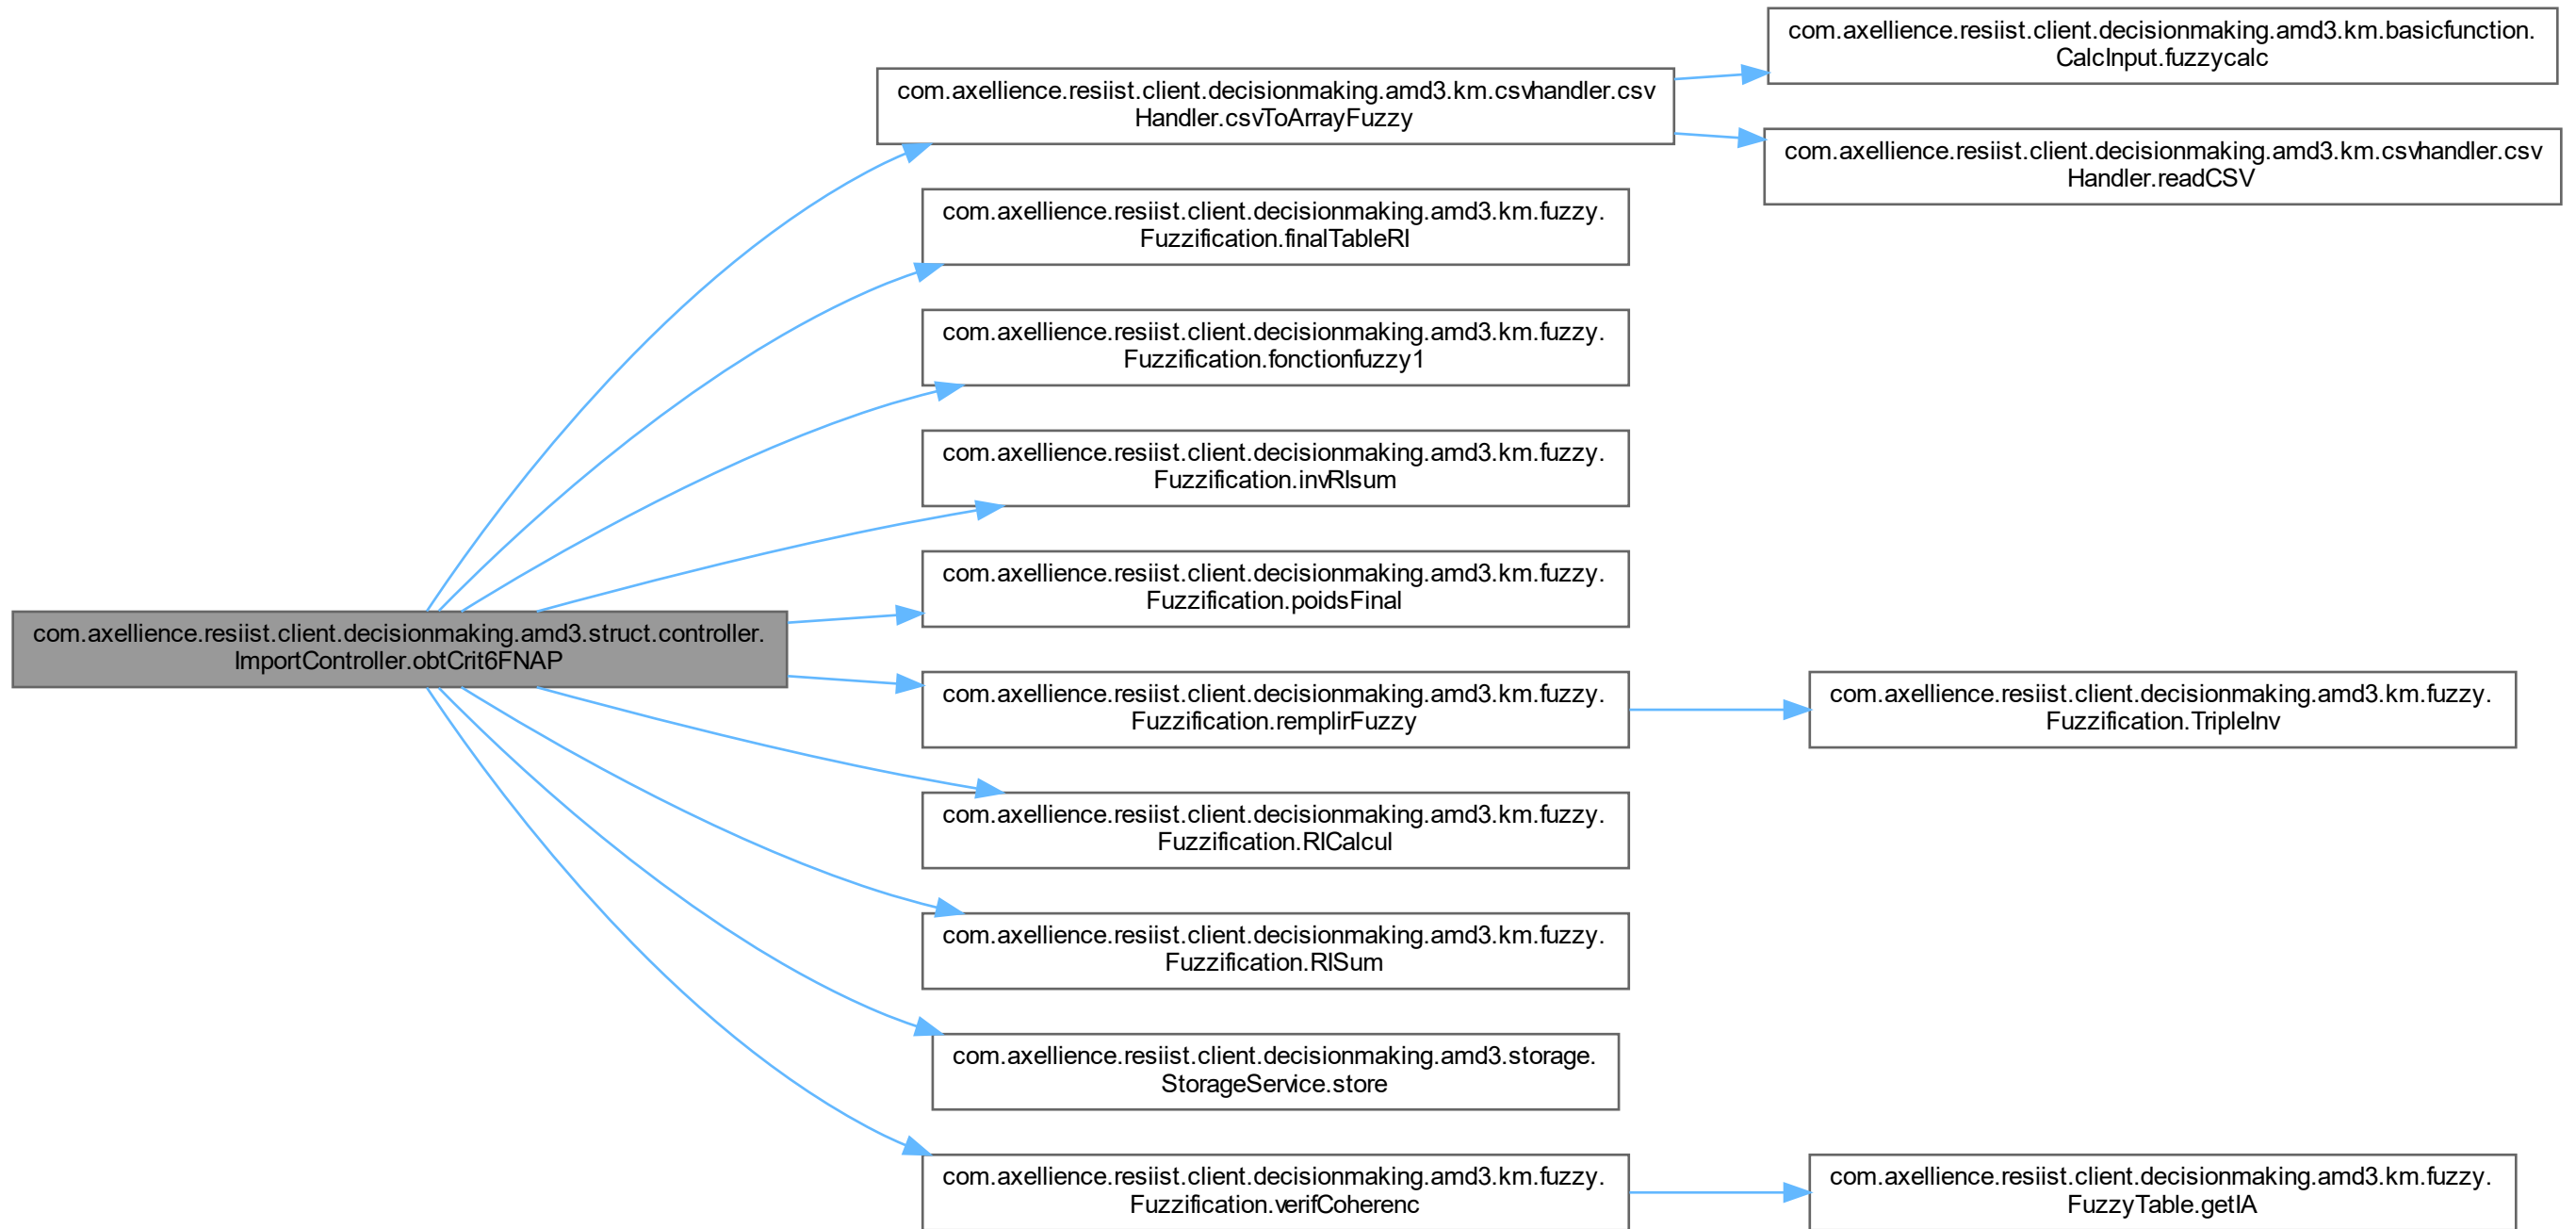 com.axellience.resiist.client.decisionmaking.amd3.struct.controller.
ImportController.obtCrit6FNAP
com.axellience.resiist.client.decisionmaking.amd3.km.csvhandler.csv
Handler.csvToArrayFuzzy
com.axellience.resiist.client.decisionmaking.amd3.km.basicfunction.
CalcInput.fuzzycalc
com.axellience.resiist.client.decisionmaking.amd3.km.csvhandler.csv
Handler.readCSV
com.axellience.resiist.client.decisionmaking.amd3.km.fuzzy.
Fuzzification.finalTableRI
com.axellience.resiist.client.decisionmaking.amd3.km.fuzzy.
Fuzzification.fonctionfuzzy1
com.axellience.resiist.client.decisionmaking.amd3.km.fuzzy.
Fuzzification.invRIsum
com.axellience.resiist.client.decisionmaking.amd3.km.fuzzy.
Fuzzification.poidsFinal
com.axellience.resiist.client.decisionmaking.amd3.km.fuzzy.
Fuzzification.remplirFuzzy
com.axellience.resiist.client.decisionmaking.amd3.km.fuzzy.
Fuzzification.TripleInv
com.axellience.resiist.client.decisionmaking.amd3.km.fuzzy.
Fuzzification.RICalcul
com.axellience.resiist.client.decisionmaking.amd3.km.fuzzy.
Fuzzification.RISum
com.axellience.resiist.client.decisionmaking.amd3.storage.
StorageService.store
com.axellience.resiist.client.decisionmaking.amd3.km.fuzzy.
Fuzzification.verifCoherenc
com.axellience.resiist.client.decisionmaking.amd3.km.fuzzy.
FuzzyTable.getIA